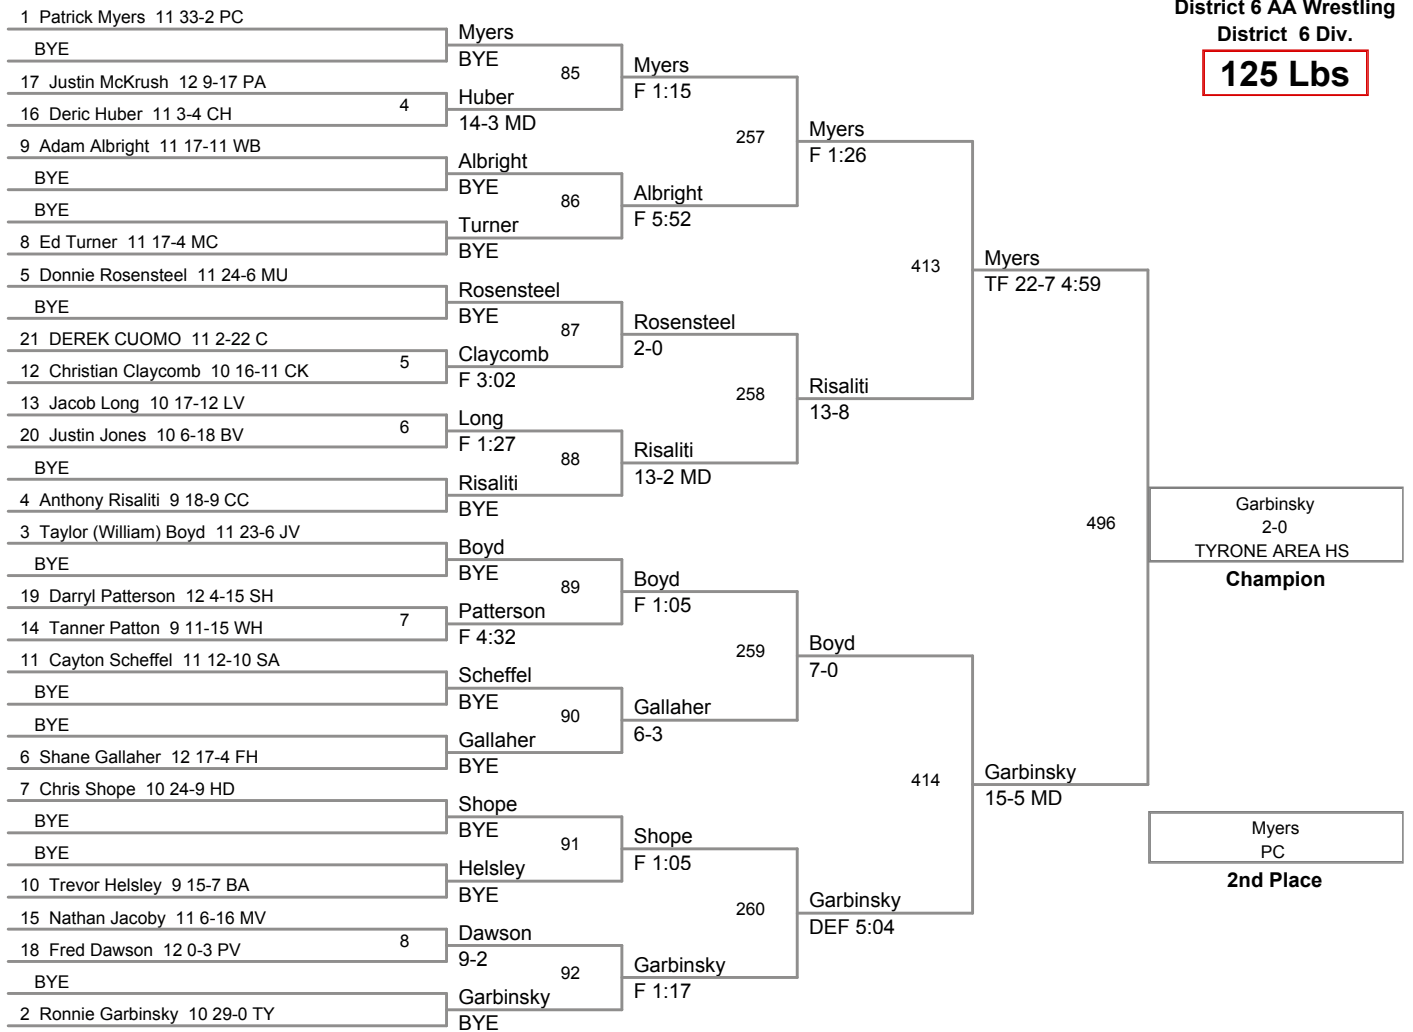 District 6 AA Wrestling
District 6 Div.
125 Lbs
1 Patrick Myers 11 33-2 PC
BYE
17 Justin McKrush 12 9-17 PA
4
16 Deric Huber 11 3-4 CH
9 Adam Albright 11 17-11 WB
BYE
BYE
8 Ed Turner 11 17-4 MC
5 Donnie Rosensteel 11 24-6 MU
BYE
21 DEREK CUOMO 11 2-22 C
5
12 Christian Claycomb 10 16-11 CK
13 Jacob Long 10 17-12 LV
6
20 Justin Jones 10 6-18 BV
BYE
4 Anthony Risaliti 9 18-9 CC
3 Taylor (William) Boyd 11 23-6 JV
BYE
19 Darryl Patterson 12 4-15 SH
7
14 Tanner Patton 9 11-15 WH
11 Cayton Scheffel 11 12-10 SA
BYE
BYE
6 Shane Gallaher 12 17-4 FH
7 Chris Shope 10 24-9 HD
BYE
BYE
10 Trevor Helsley 9 15-7 BA
15 Nathan Jacoby 11 6-16 MV
8
18 Fred Dawson 12 0-3 PV
BYE
2 Ronnie Garbinsky 10 29-0 TY
Myers
BYE
85
Huber
14-3 MD
Albright
BYE
86
Turner
BYE
Rosensteel
BYE
87
Claycomb
F 3:02
Long
F 1:27
88
Risaliti
BYE
Boyd
BYE
89
Patterson
F 4:32
Scheffel
BYE
90
Gallaher
BYE
Shope
BYE
91
Helsley
BYE
Dawson
9-2
92
Garbinsky
BYE
Myers
F 1:15
257
Albright
F 5:52
Rosensteel
2-0
258
Risaliti
13-2 MD
Boyd
F 1:05
259
Gallaher
6-3
Shope
F 1:05
260
Garbinsky
F 1:17
Myers
F 1:26
413
Risaliti
13-8
Boyd
7-0
414
Garbinsky
DEF 5:04
Myers
TF 22-7 4:59
496
Garbinsky
15-5 MD
Garbinsky
2-0
TYRONE AREA HS
Champion
Myers
PC
2nd Place